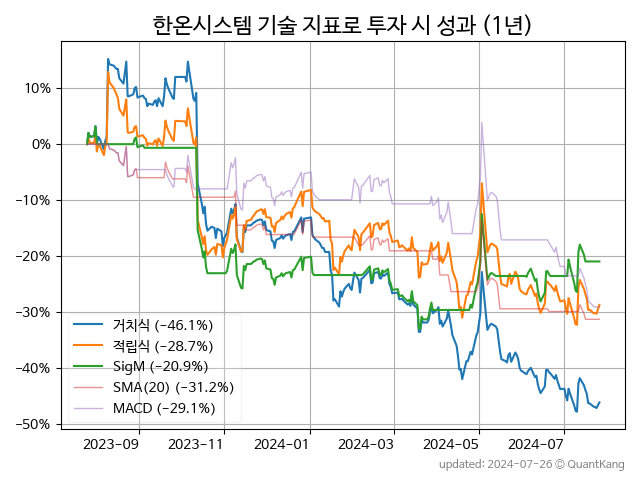 한온시스템 기술 지표로 투자 시 성과 (1년)
10%
0%
−10%
−20%
−30%
−40%
−50%
거치식 (−46.1%)
적립식 (−28.7%)
SigM (−20.9%)
SMA(20) (−31.2%)
MACD (−29.1%)
2023−09
2023−11
2024−01
2024−03
2024−05
2024−07
updated: 2024−07−26 © QuantKang